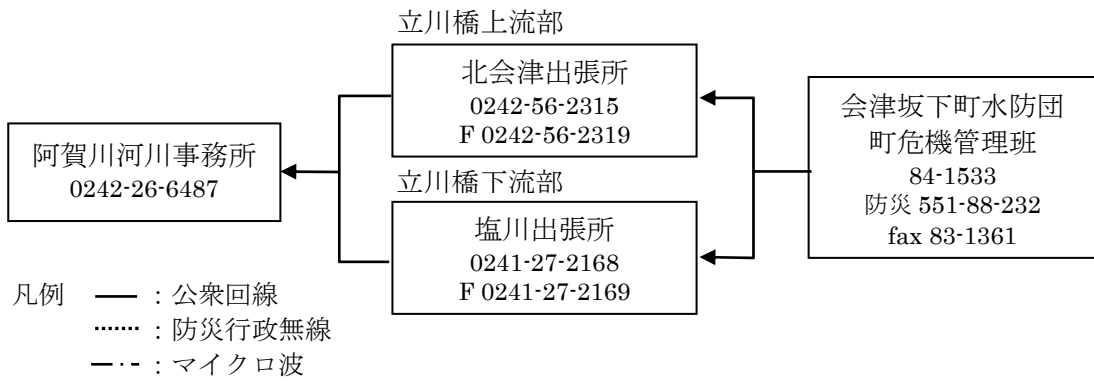 立川橋上流部
北会津出張所
0242-56-2315
F 0242-56-2319
会津坂下町水防団
町危機管理班
84-1533
防災 551-88-232
fax 83-1361
阿賀川河川事務所
0242-26-6487
立川橋下流部
塩川出張所
0241-27-2168
F 0241-27-2169
凡例 ：公衆回線
：防災行政無線
：マイクロ波